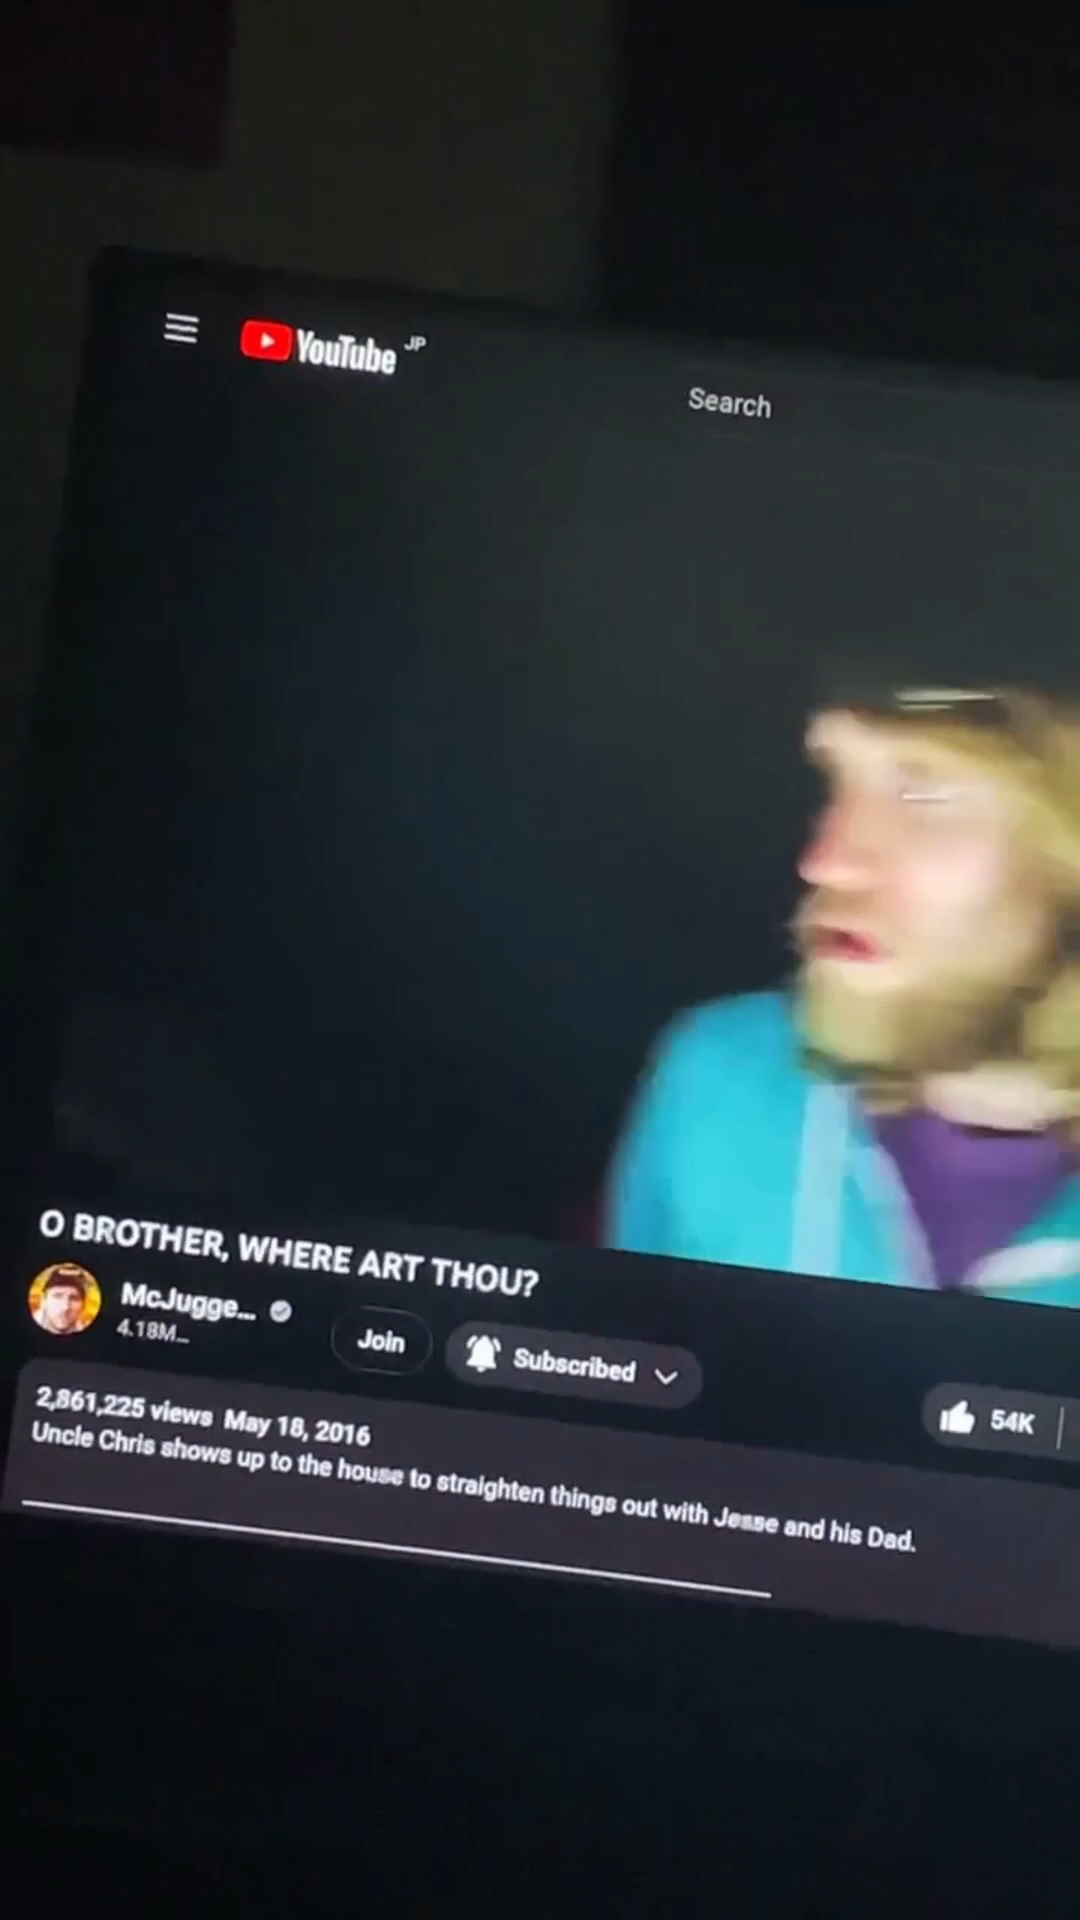 YouTube JP
Search
O BROTHER, WHERE ART THOU?
McJugge...
4.18M...
Join
Subscribed
54K
2,861,225 views May 18, 2016
Uncle Chris shows up to the house to straighten things out with Jesse and his Dad.